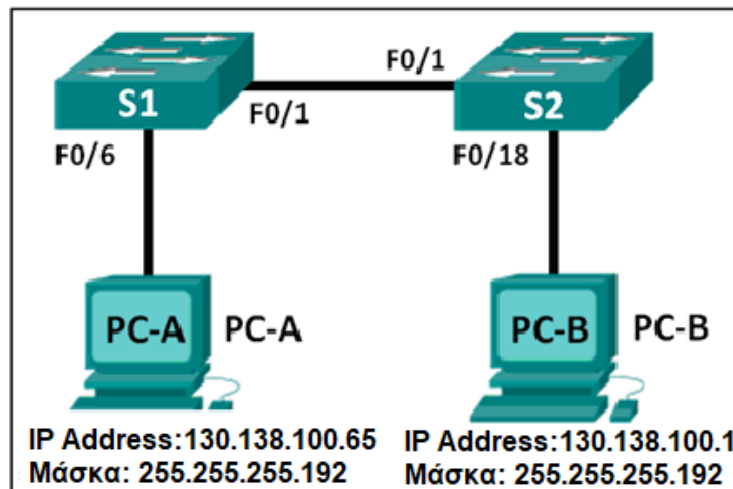 F0/1
S1
F0/1
S2
F0/6
F0/18
PC-A PC-A
PC-B PC-B
IP Address:130.138.100.65
Μάσκα: 255.255.255.192
IP Address:130.138.100.1
Μάσκα: 255.255.255.192